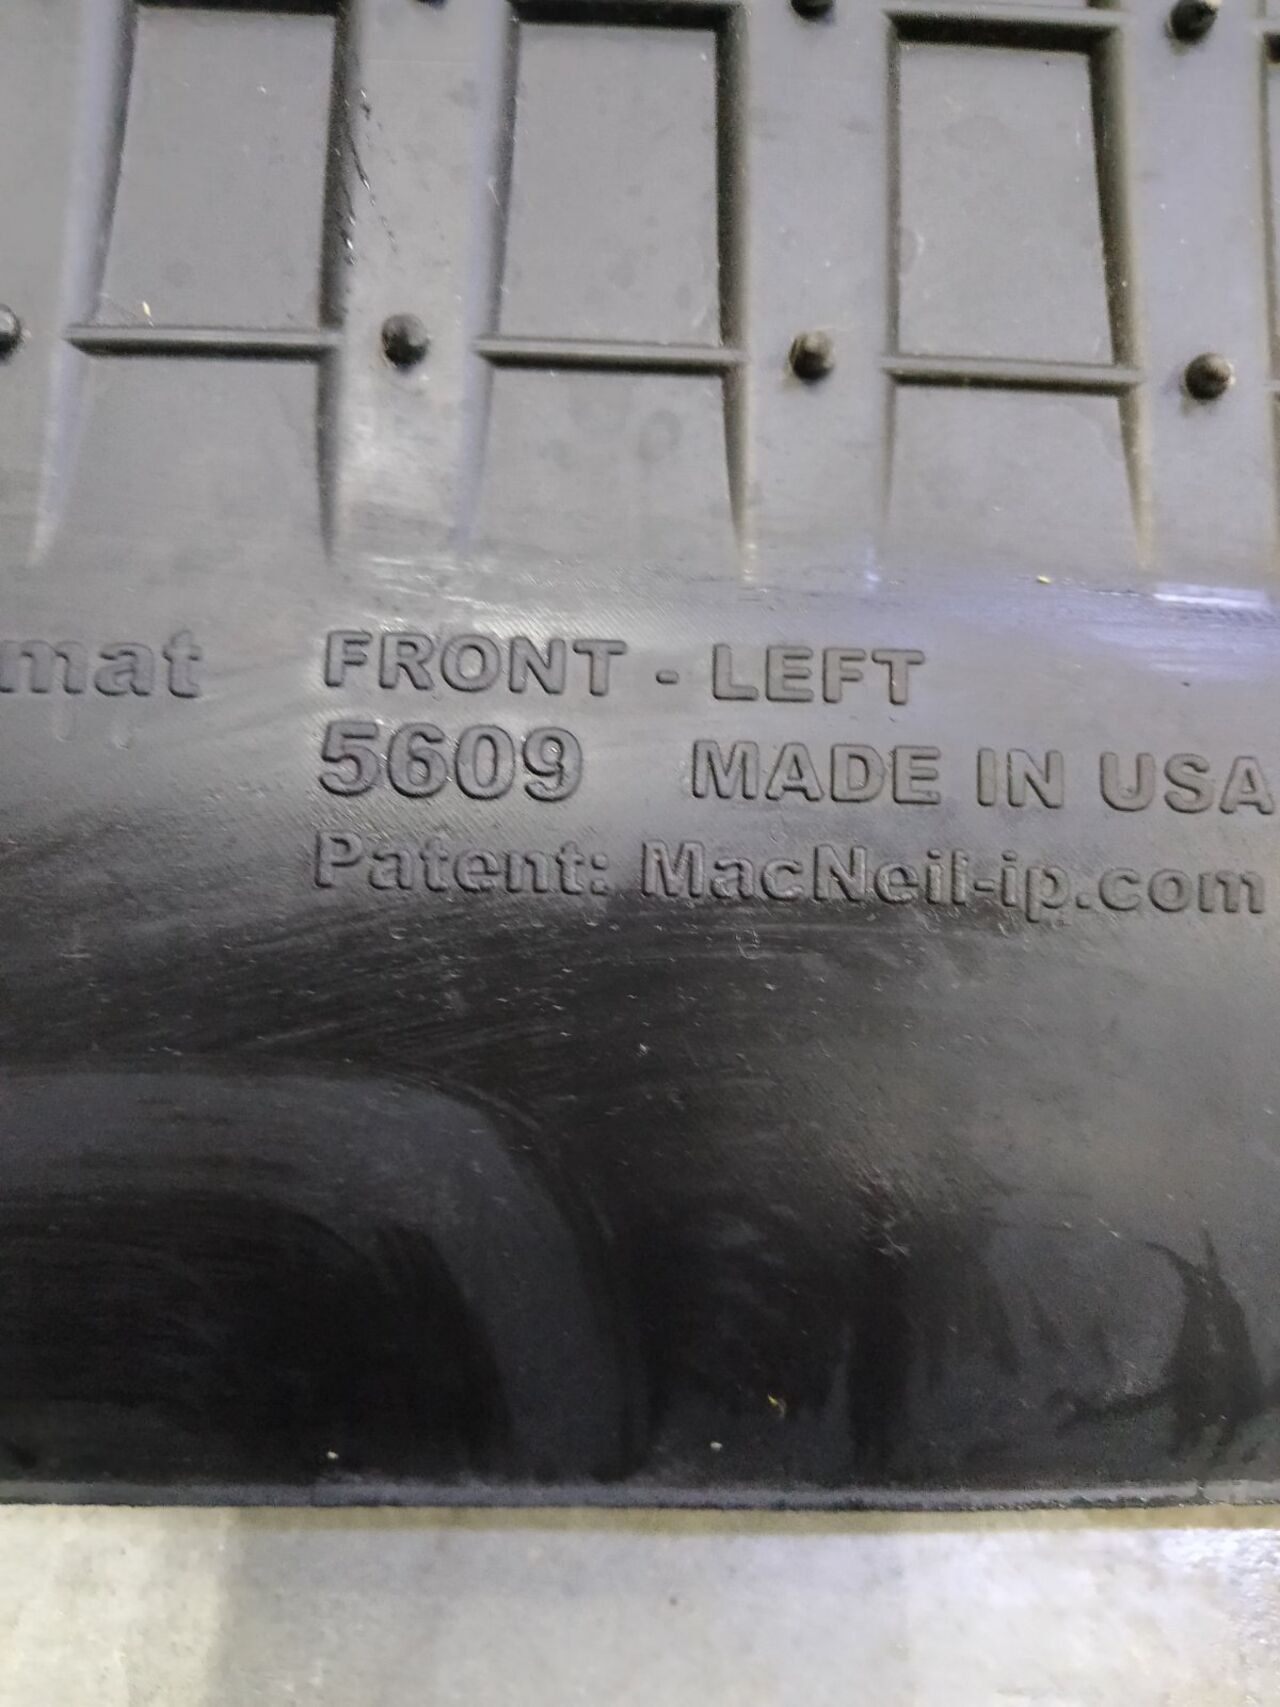 mat FRONT - LEFT
5609 MADE IN USA
Patent: MacNeil-ip.com